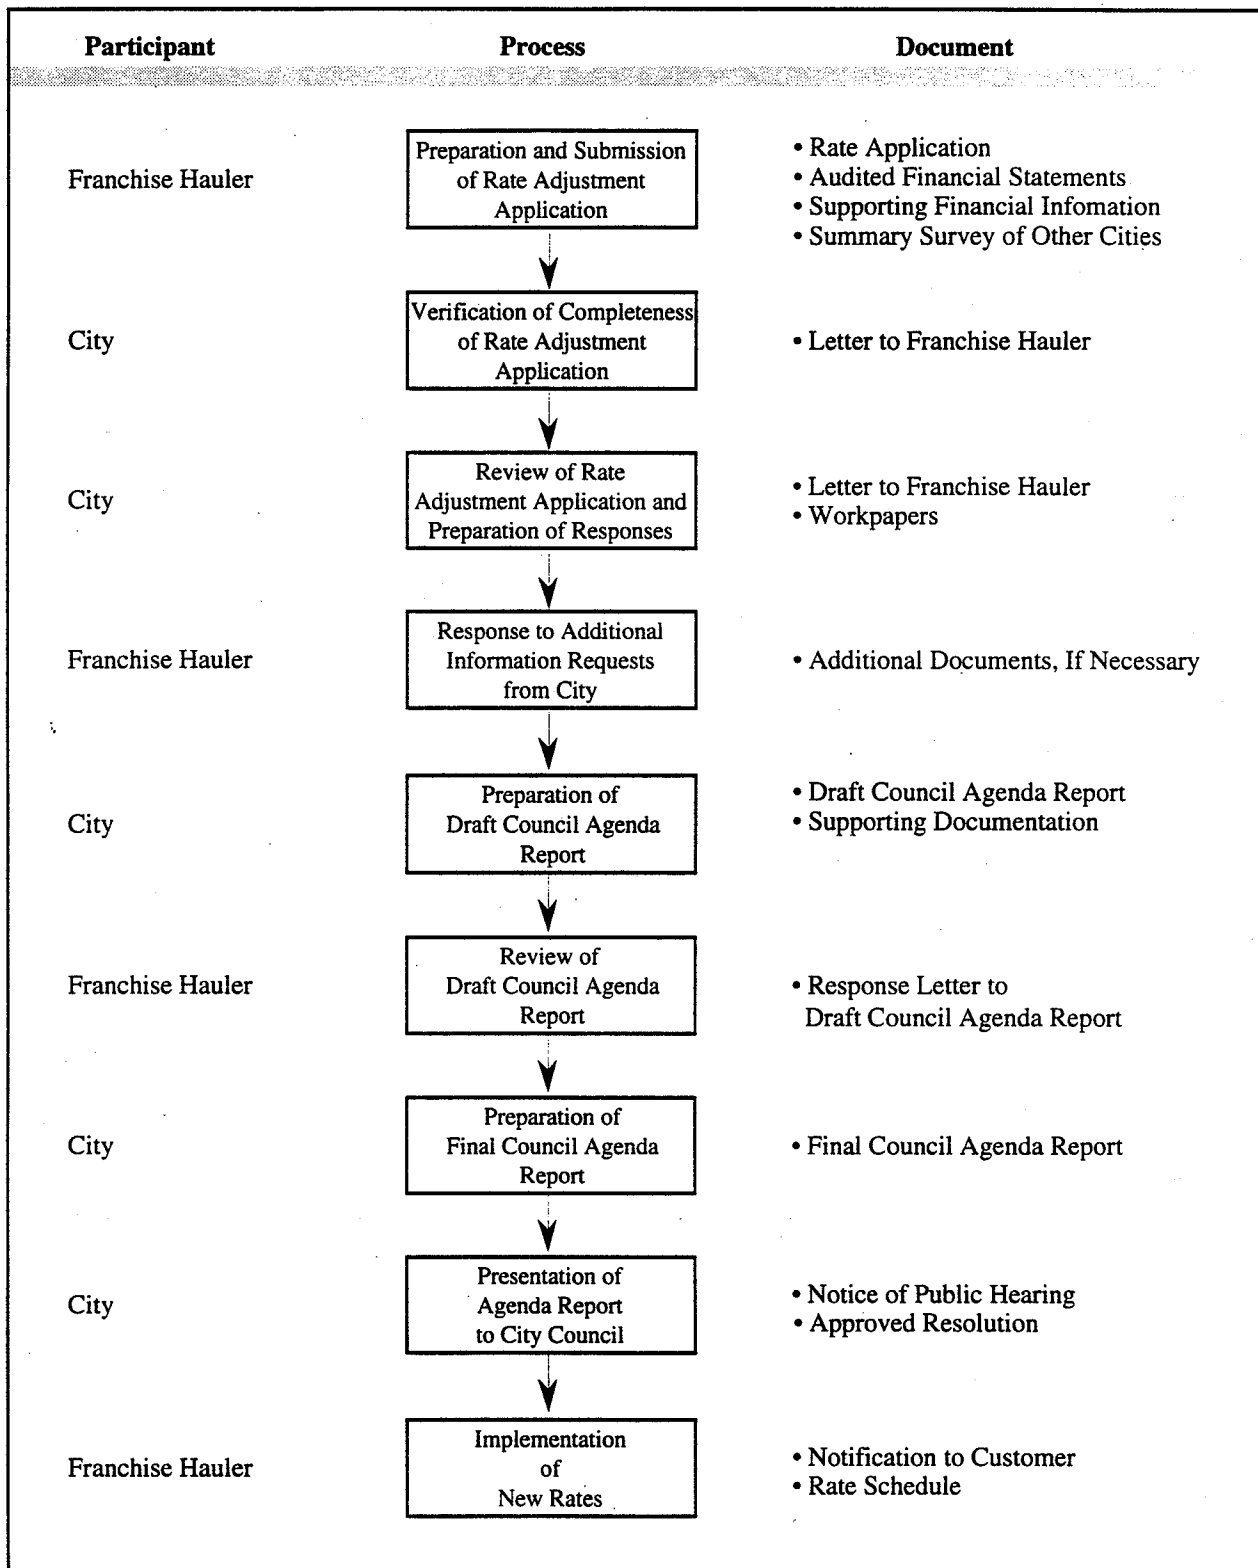 Participant
Process
Document
Franchise Hauler
Preparation and Submission
of Rate Adjustment
Application
• Rate Application
• Audited Financial Statements
• Supporting Financial Infomation
• Summary Survey of Other Cities
City
Verification of Completeness
of Rate Adjustment
Application
• Letter to Franchise Hauler
City
Review of Rate
Adjustment Application and
Preparation of Responses
• Letter to Franchise Hauler
• Workpapers
Franchise Hauler
Response to Additional
Information Requests
from City
• Additional Documents, If Necessary
City
Preparation of
Draft Council Agenda
Report
• Draft Council Agenda Report
• Supporting Documentation
Franchise Hauler
Review of
Draft Council Agenda
Report
• Response Letter to
Draft Council Agenda Report
City
Preparation of
Final Council Agenda
Report
• Final Council Agenda Report
City
Presentation of
Agenda Report
to City Council
• Notice of Public Hearing
• Approved Resolution
Franchise Hauler
Implementation
of
New Rates
• Notification to Customer
• Rate Schedule